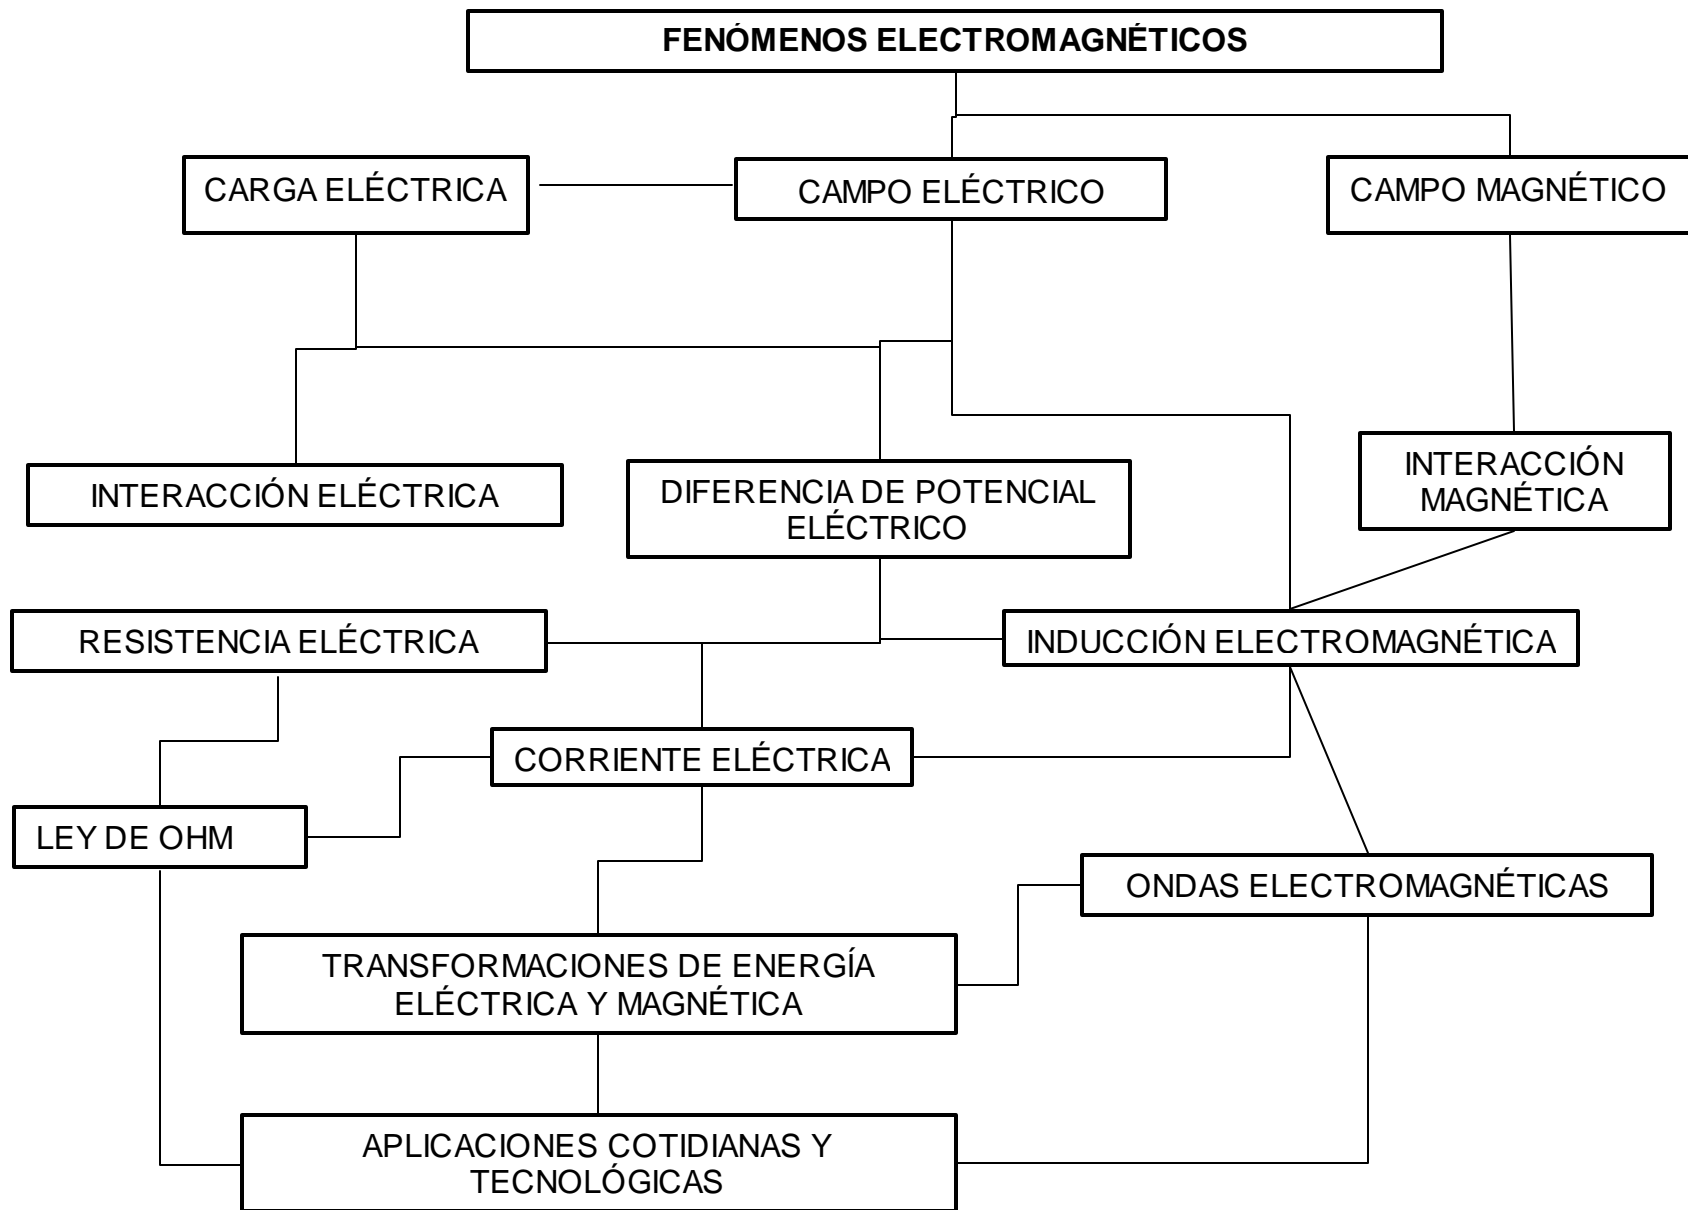 FENÓMENOS ELECTROMAGNÉTICOS
CARGA ELÉCTRICA
CAMPO ELÉCTRICO
CAMPO MAGNÉTICO
INTERACCIÓN ELÉCTRICA
DIFERENCIA DE POTENCIAL
ELÉCTRICO
INTERACCIÓN
MAGNÉTICA
RESISTENCIA ELÉCTRICA
INDUCCIÓN ELECTROMAGNÉTICA
CORRIENTE ELÉCTRICA
LEY DE OHM
ONDAS ELECTROMAGNÉTICAS
TRANSFORMACIONES DE ENERGÍA
ELÉCTRICA Y MAGNÉTICA
APLICACIONES COTIDIANAS Y
TECNOLÓGICAS